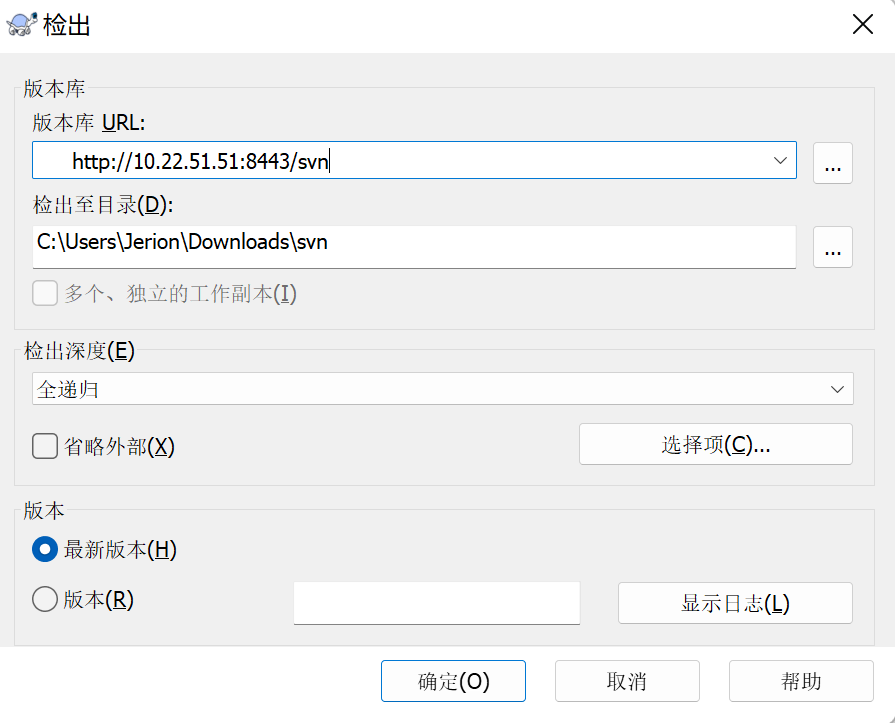 检出
版本库
版本库 URL:
http://10.22.51.51:8443/svn
...
检出至目录(D):
C:\Users\Jerion\Downloads\svn
...
多个、独立的工作副本(I)
检出深度(E)
全递归
省略外部(X)
选择项(C)...
版本
最新版本(H)
版本(R)
显示日志(L)
确定(O)
取消
帮助